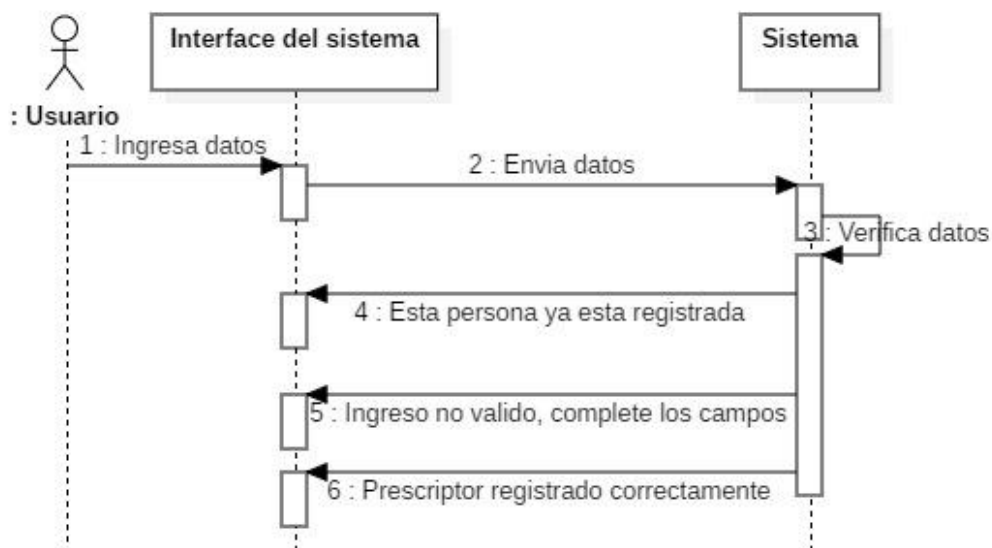 Interface del sistema
Sistema
: Usuario
1 : Ingresa datos
2 : Envia datos
3 : Verifica datos
4 : Esta persona ya esta registrada
5 : Ingreso no valido, complete los campos
6 : Prescriptor registrado correctamente